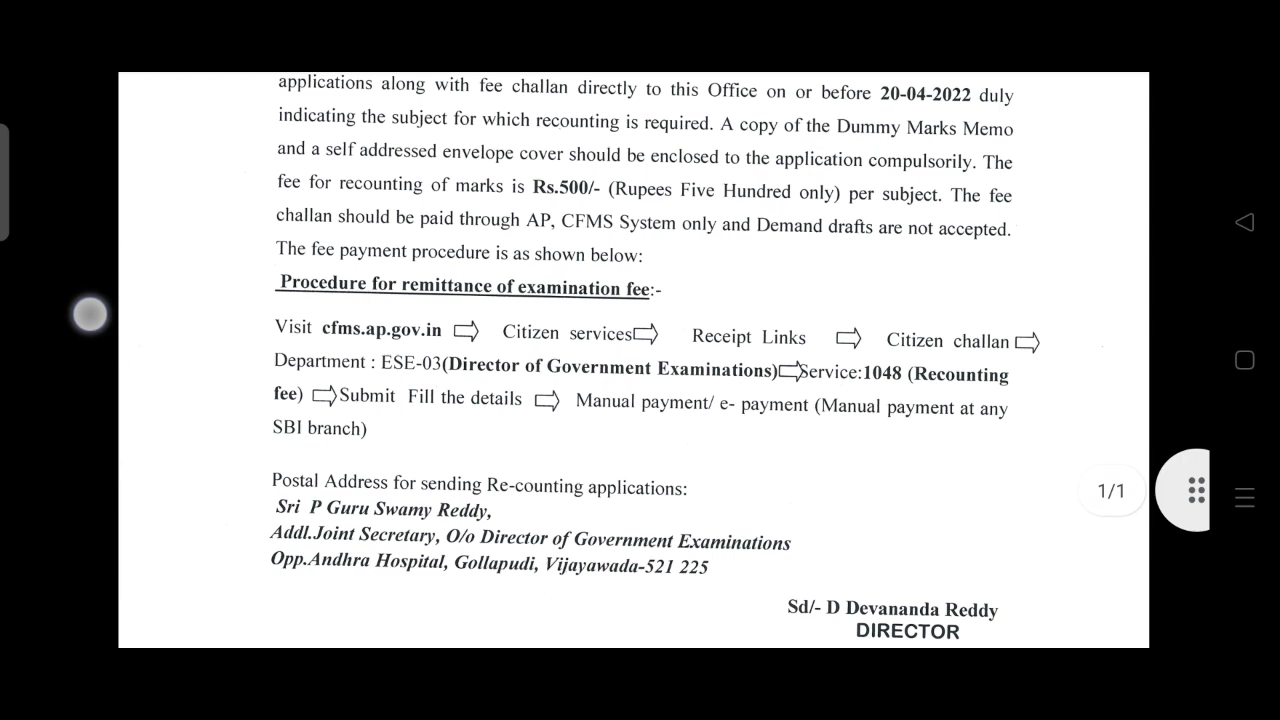 applications along with fee challan directly to this Office on or before 20-04-2022 duly
indicating the subject for which recounting is required. A copy of the Dummy Marks Memo
and a self addressed envelope cover should be enclosed to the application compulsorily. The
fee for recounting of marks is Rs.500/- (Rupees Five Hundred only) per subject. The fee
challan should be paid through AP, CFMS System only and Demand drafts are not accepted.
The fee payment procedure is as shown below:
Procedure for remittance of examination fee:-
Visit cfms.ap.gov.in ⇨ Citizen services⇨ Receipt Links ⇨ Citizen challan ⇨
Department : ESE-03(Director of Government Examinations)⇨Service:1048 (Recounting
fee) ⇨Submit Fill the details ⇨ Manual payment/ e- payment (Manual payment at any
SBI branch)
Postal Address for sending Re-counting applications:
Sri P Guru Swamy Reddy,
Addl.Joint Secretary, O/o Director of Government Examinations
Opp.Andhra Hospital, Gollapudi, Vijayawada-521 225
Sd/- D Devananda Reddy
DIRECTOR
1/1